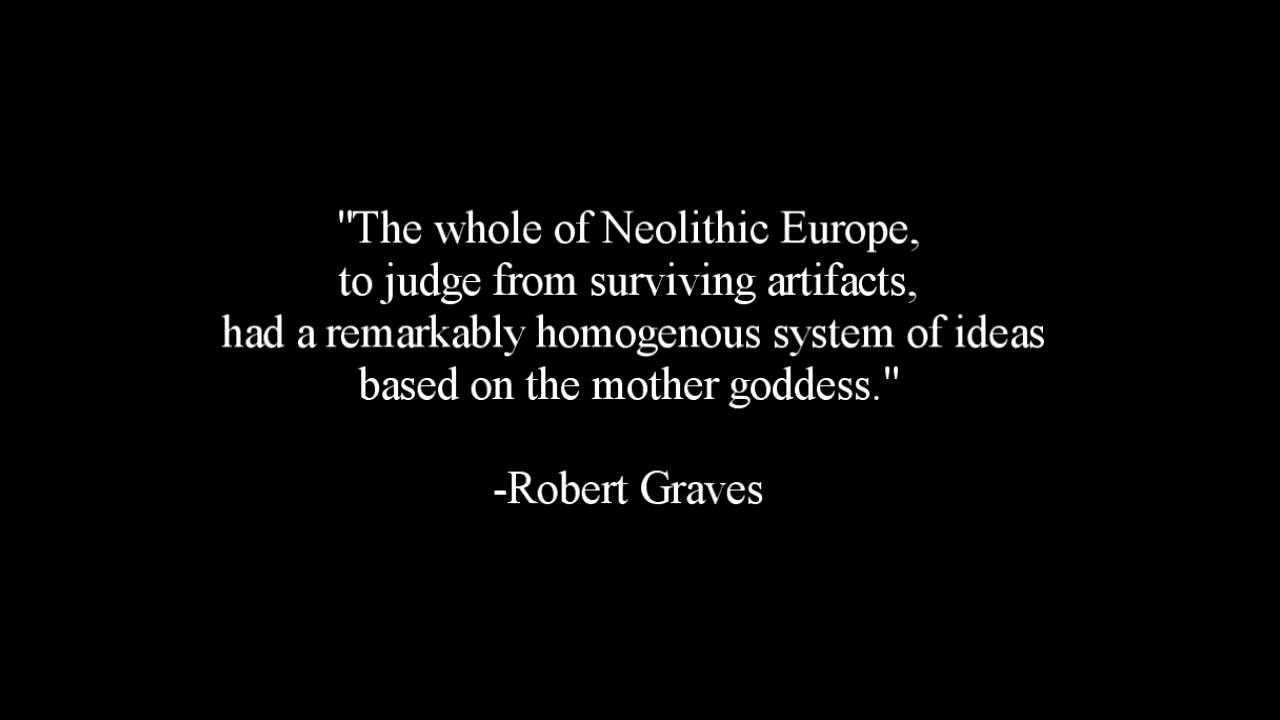 "The whole of Neolithic Europe,
to judge from surviving artifacts,
had a remarkably homogenous system of ideas
based on the mother goddess."
-Robert Graves